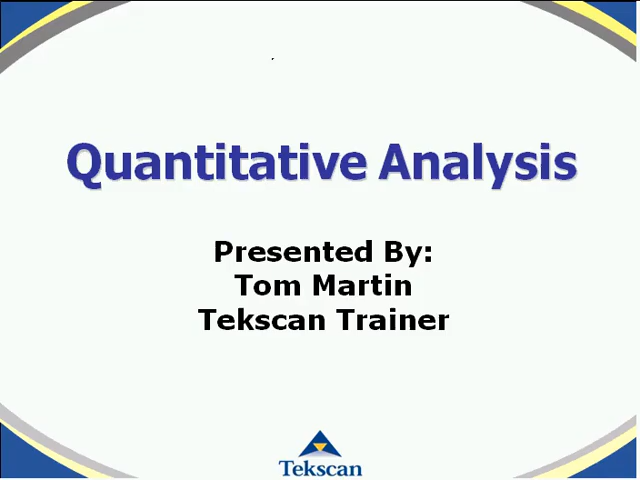 Quantitative Analysis
Presented By:
Tom Martin
Tekscan Trainer
Tekscan